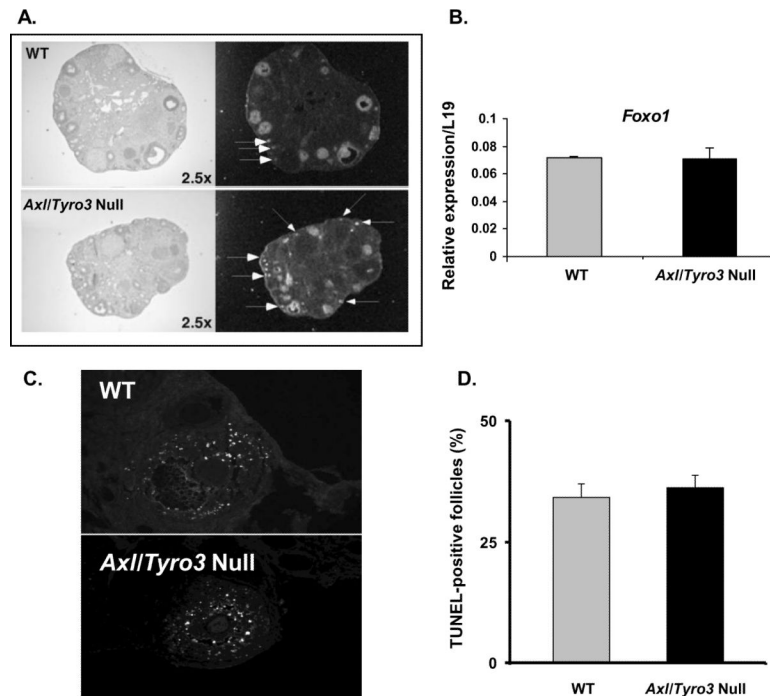 A.
WT
2.5x
Axl/Tyro3 Null
2.5x
B.
Foxo1
Relative expression/L19
0.1
0.08
0.06
0.04
0.02
0
WT
Axl/Tyro3 Null
C.
WT
Axl/Tyro3 Null
D.
TUNEL-positive follicles (%)
50
25
0
WT
Axl/Tyro3 Null